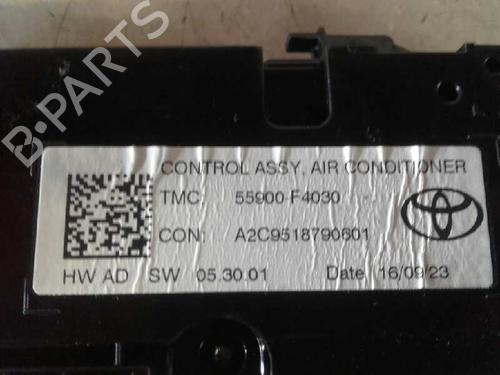 B-PARTS
CONTROL ASSY. AIR CONDITIONER
TMC: 55900-F4030
CON: A2C9518790601
HW AD SW 05.30.01 Date 16/09/23